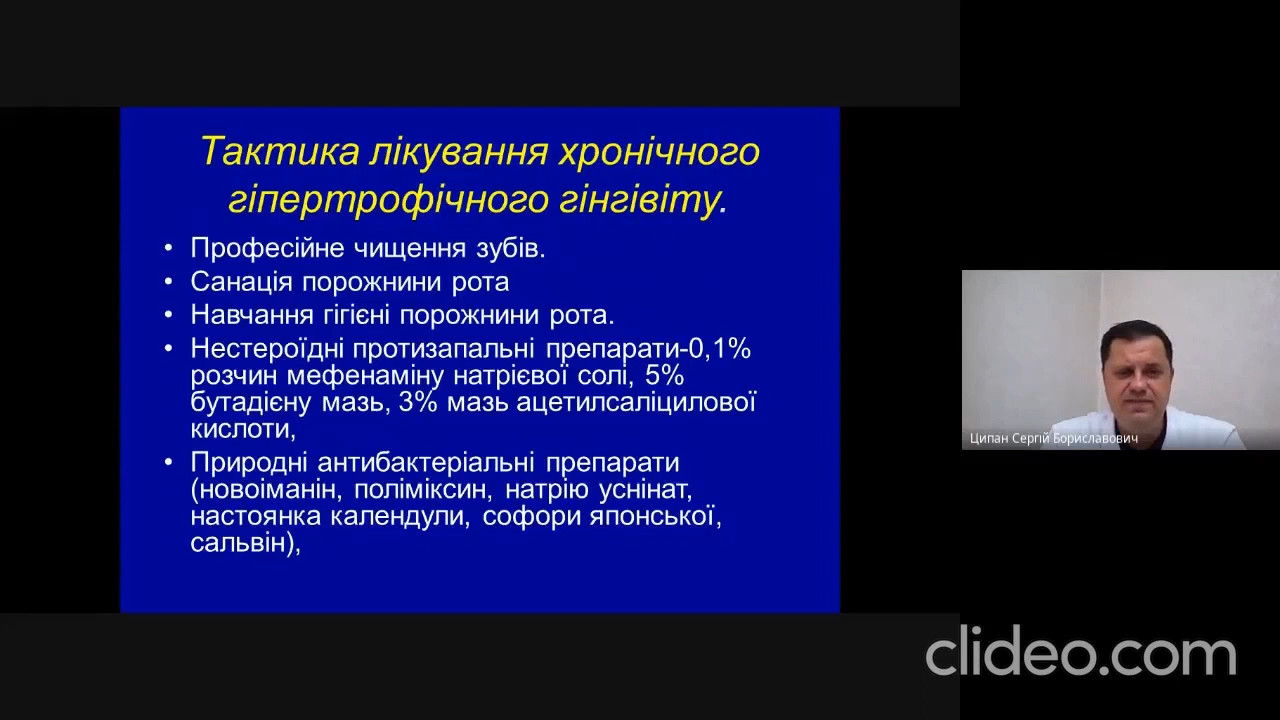 Тактика лікування хронічного
гіпертрофічного гінгівіту.
• Професійне чищення зубів.
• Санація порожнини рота
• Навчання гігієні порожнини рота.
• Нестероїдні протизапальні препарати-0,1%
розчин мефенаміну натрієвої солі, 5%
бутадієну мазь, 3% мазь ацетилсаліцилової
кислоти,
• Природні антибактеріальні препарати
(новоіманін, поліміксин, натрію уснінат,
настоянка календули, софори японської,
сальвін),
Ципан Сергій Бориславович
clideo.com